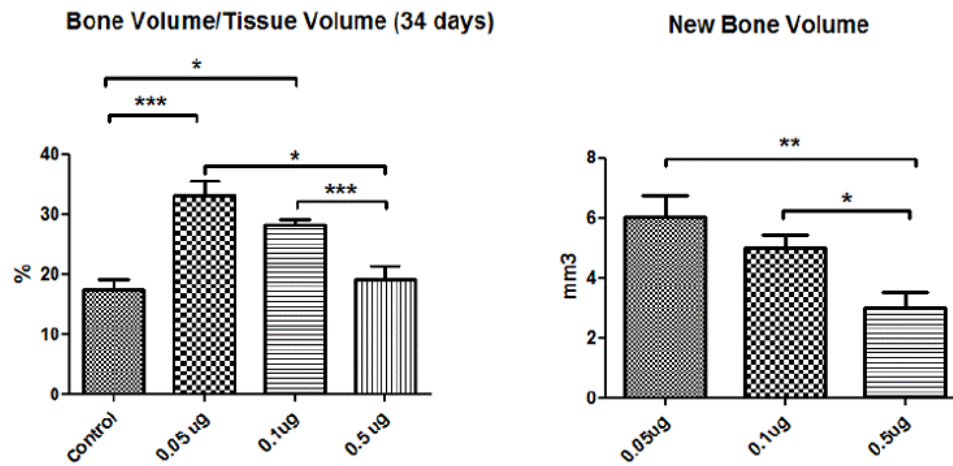 Bone Volume/Tissue Volume (34 days)
*
***
*
***
40
30
20
10
0
%
control
0.05 ug
0.1ug
0.5 ug
New Bone Volume
**
*
8
6
4
2
0
mm3
0.05ug
0.1ug
0.5ug